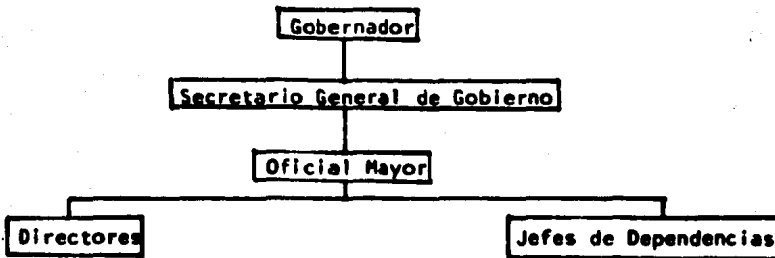 Gobernador
Secretario General de Gobierno
Oficial Mayor
Directores
Jefes de Dependencias